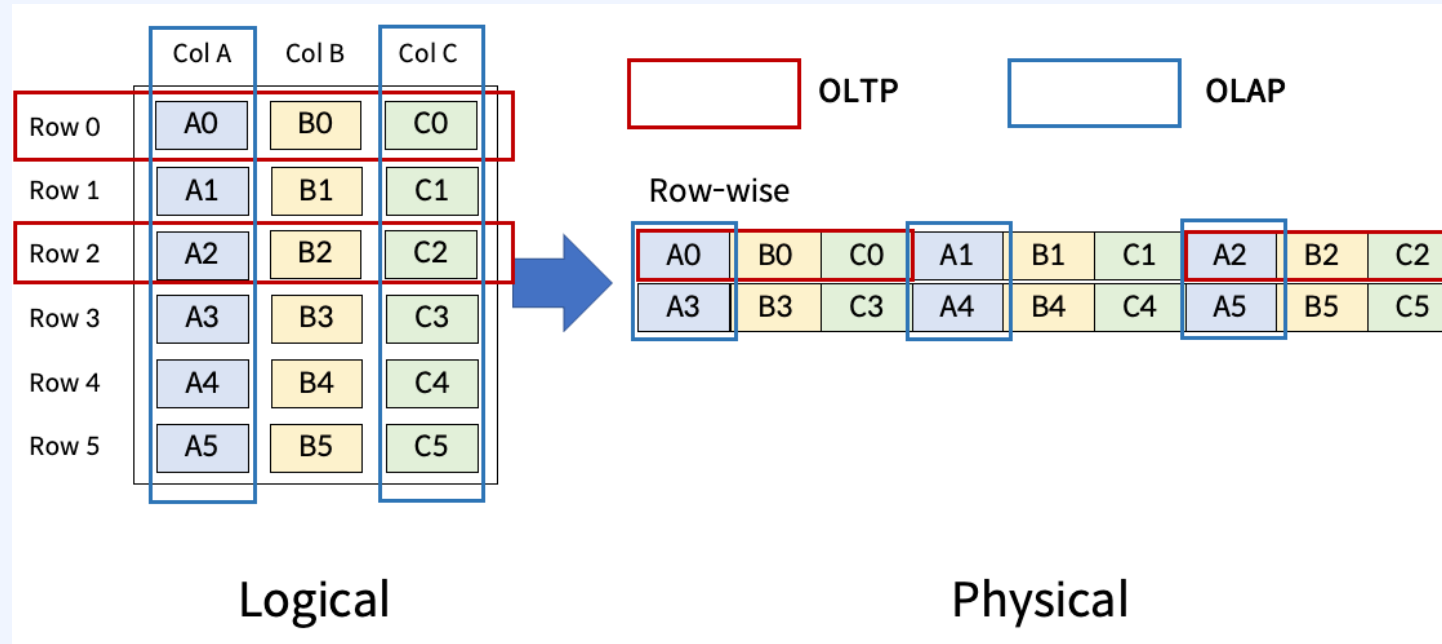 Col A Col B Col C
Row 0 A0 B0 C0
Row 1 A1 B1 C1
Row 2 A2 B2 C2
Row 3 A3 B3 C3
Row 4 A4 B4 C4
Row 5 A5 B5 C5
Logical
OLTP OLAP
Row-wise
A0 B0 C0 A1 B1 C1 A2 B2 C2
A3 B3 C3 A4 B4 C4 A5 B5 C5
Physical